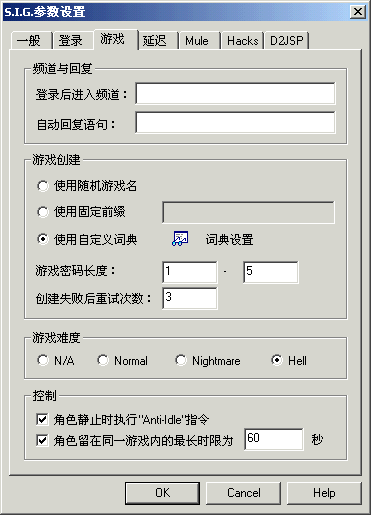 S.I.G.参数设置
一般 登录 游戏 延迟 Mule Hacks D2JSP
频道与回复
登录后进入频道：
自动回复语句：
游戏创建
使用随机游戏名
使用固定前缀
使用自定义词典 词典设置
游戏密码长度： 1 - 5
创建失败后重试次数： 3
游戏难度
N/A Normal Nightmare Hell
控制
角色静止时执行"Anti-Idle"指令
角色留在同一游戏内的最长时限为 60 秒
OK Cancel Help